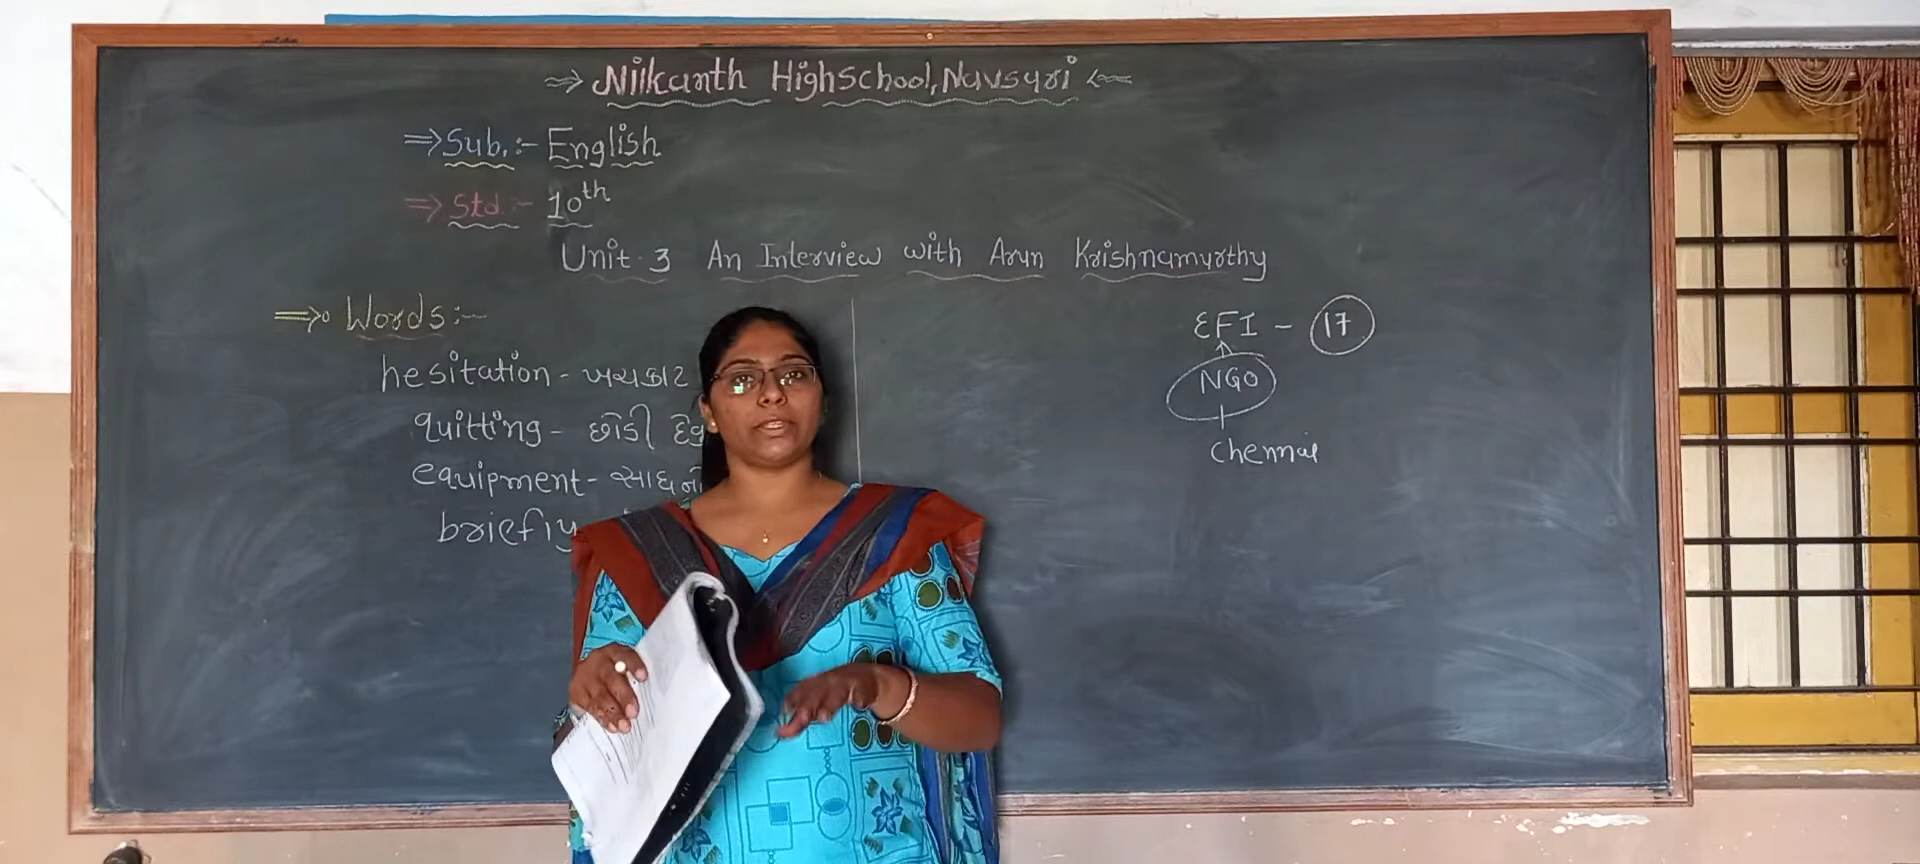 ⇒ Nilkanth Highschool, Navsari ⇐
⇒ Sub. :- English
⇒ Std :- 10th
Unit-3 An Interview with Arun Krishnamurthy
⇒ Words :-
hesitation - ખચકાટ
quitting - છોડી
equipment - સાધનો
briefly
EFI - 17
NGO
Chennai